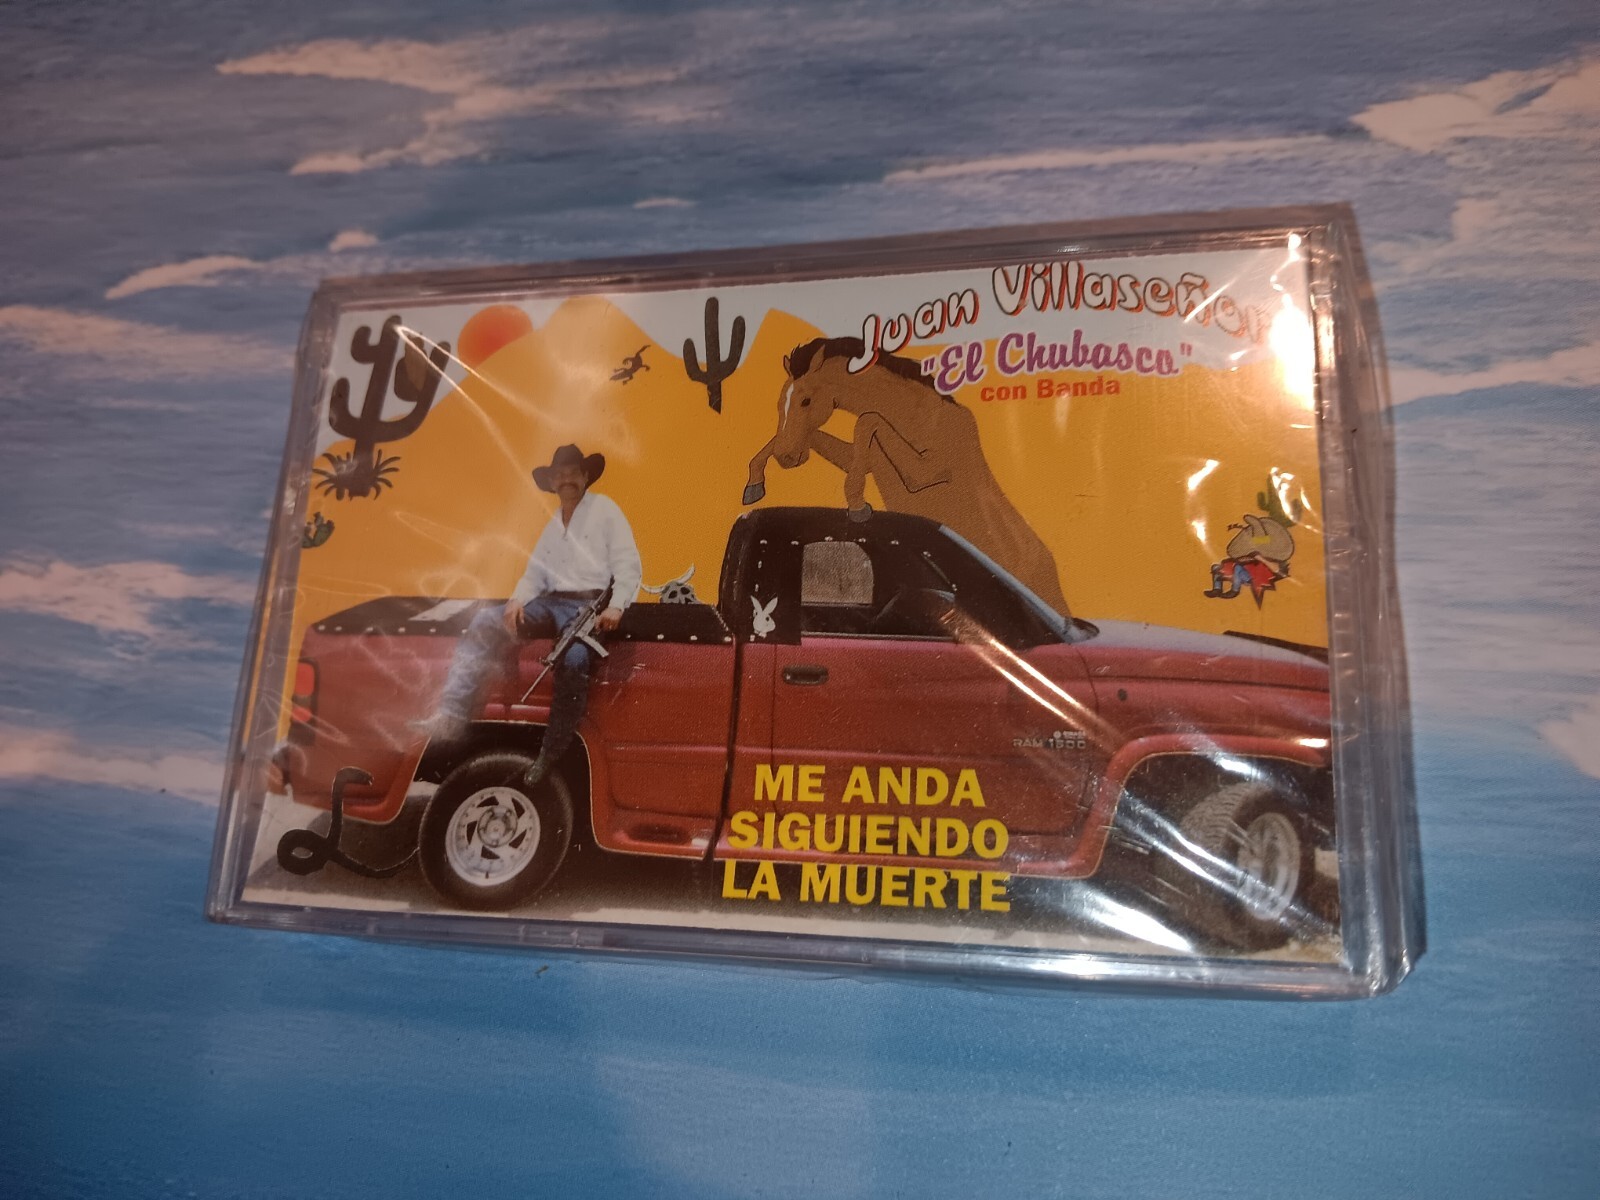 Juan Villaseñor
"El Chubasco"
con Banda
RAM 1500
ME ANDA
SIGUIENDO
LA MUERTE